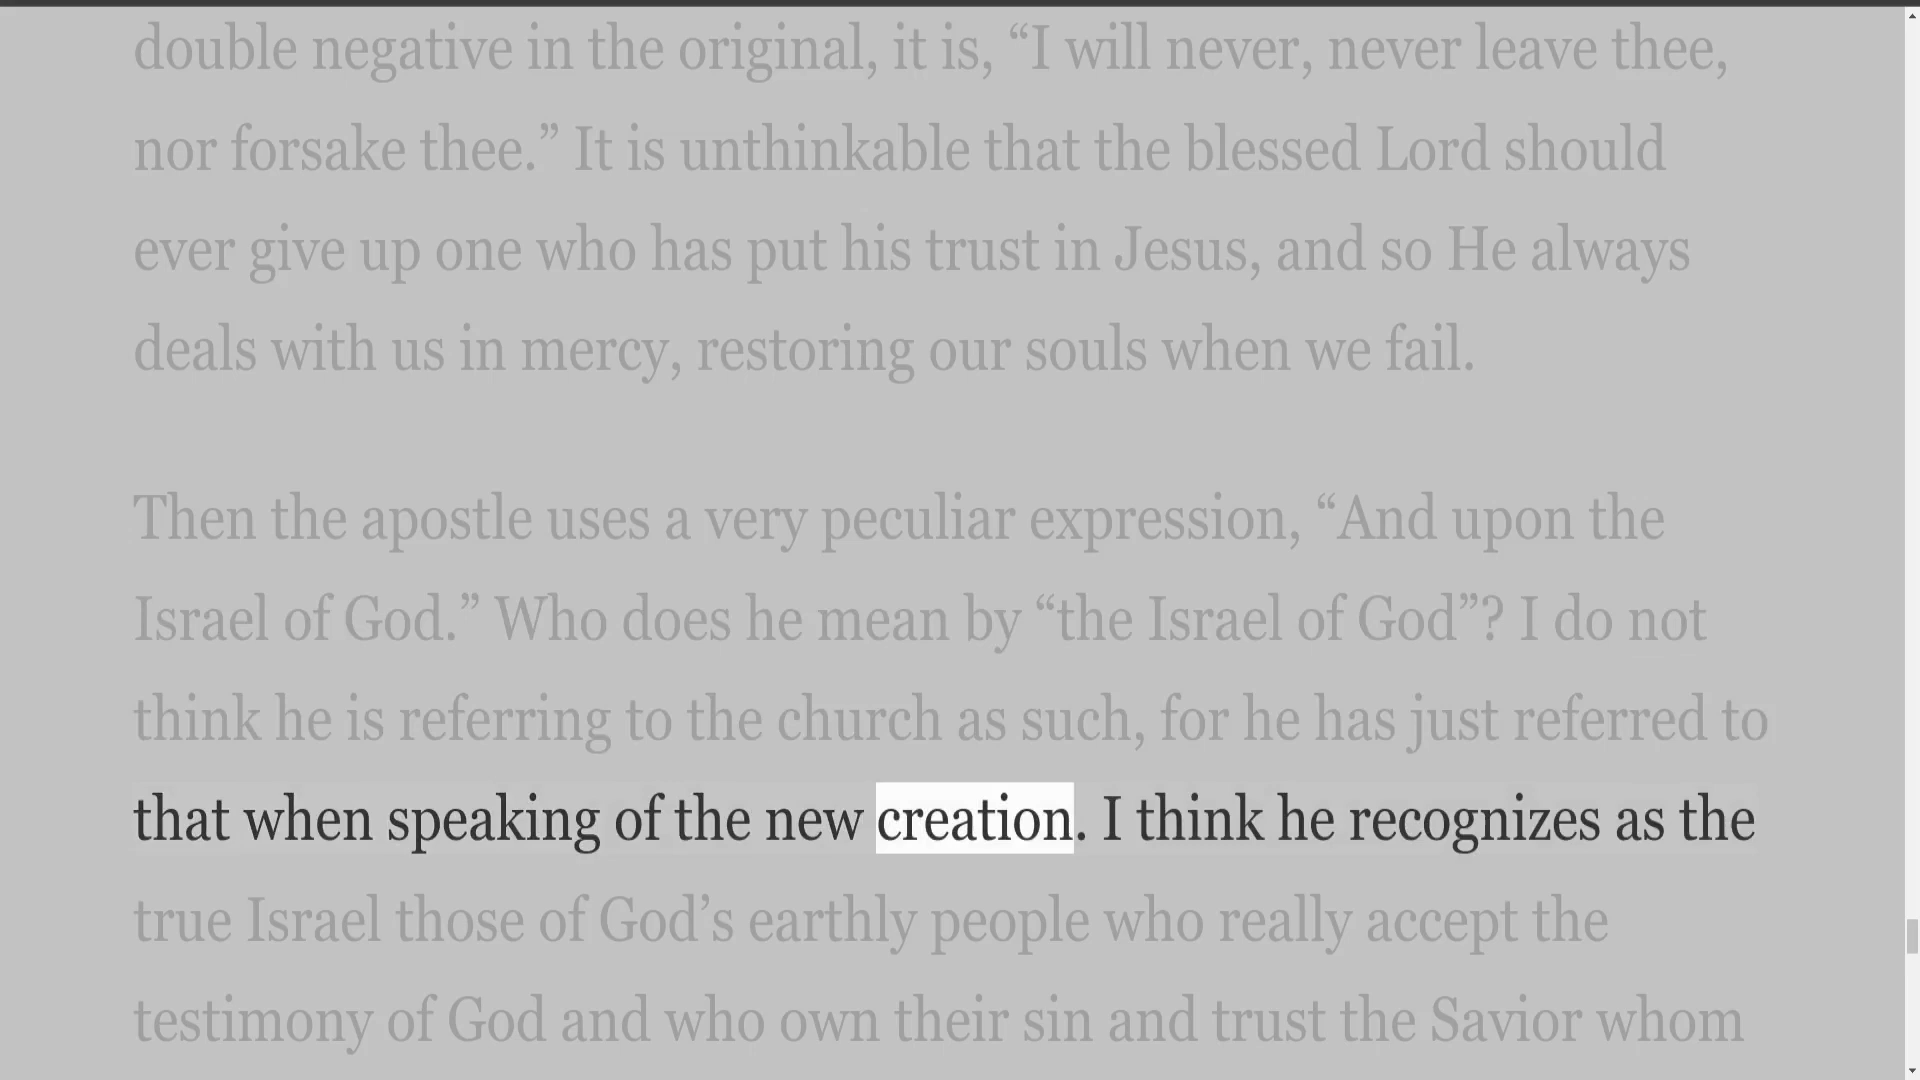 double negative in the original, it is, “I will never, never leave thee,
nor forsake thee.” It is unthinkable that the blessed Lord should
ever give up one who has put his trust in Jesus, and so He always
deals with us in mercy, restoring our souls when we fail.
Then the apostle uses a very peculiar expression, “And upon the
Israel of God.” Who does he mean by “the Israel of God”? I do not
think he is referring to the church as such, for he has just referred to
that when speaking of the new creation. I think he recognizes as the
true Israel those of God’s earthly people who really accept the
testimony of God and who own their sin and trust the Savior whom